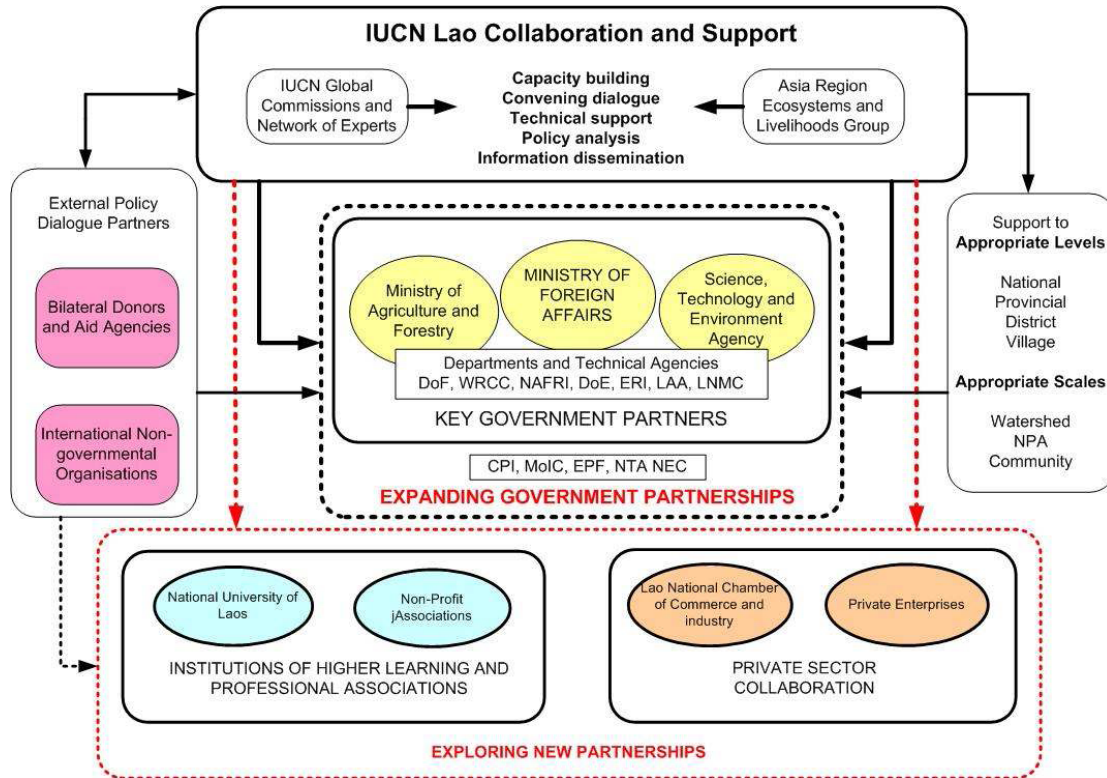 IUCN Lao Collaboration and Support
IUCN Global
Commissions and
Network of Experts
Capacity building
Convening dialogue
Technical support
Policy analysis
Information dissemination
Asia Region
Ecosystems and
Livelihoods Group
External Policy
Dialogue Partners
Bilateral Donors
and Aid Agencies
International Non-
governmental
Organisations
Ministry of
Agriculture and
Forestry
MINISTRY OF
FOREIGN
AFFAIRS
Science,
Technology and
Environment
Agency
Departments and Technical Agencies
DoF, WRCC, NAFRI, DoE, ERI, LAA, LNMC
KEY GOVERNMENT PARTNERS
CPI, MoIC, EPF, NTA NEC
EXPANDING GOVERNMENT PARTNERSHIPS
Support to
Appropriate Levels
National
Provincial
District
Village
Appropriate Scales
Watershed
NPA
Community
National University of
Laos
Non-Profit
jAssociations
INSTITUTIONS OF HIGHER LEARNING AND
PROFESSIONAL ASSOCIATIONS
Lao National Chamber
of Commerce and
industry
Private Enterprises
PRIVATE SECTOR
COLLABORATION
EXPLORING NEW PARTNERSHIPS